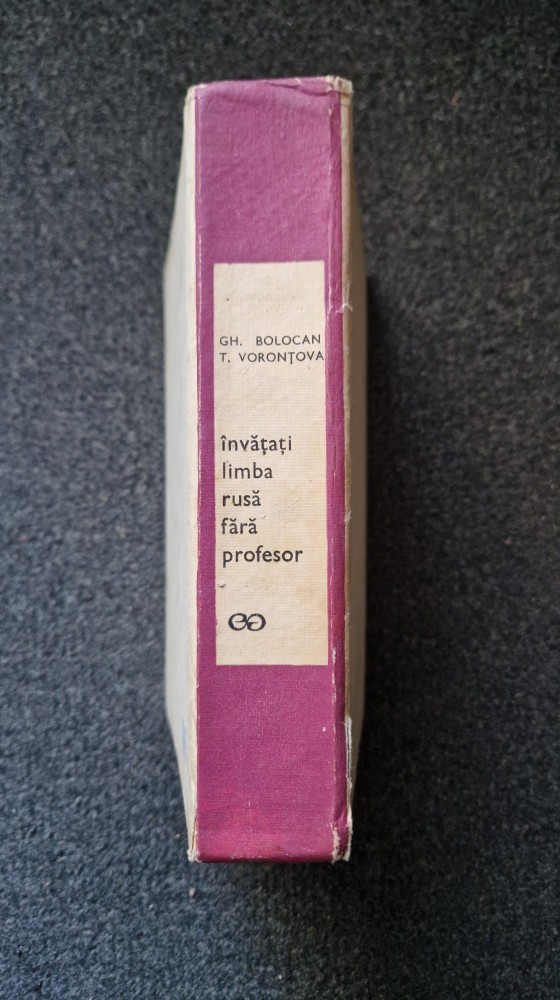 GH. BOLOCAN
T. VORONȚOVA
învățați
limba
rusă
fără
profesor